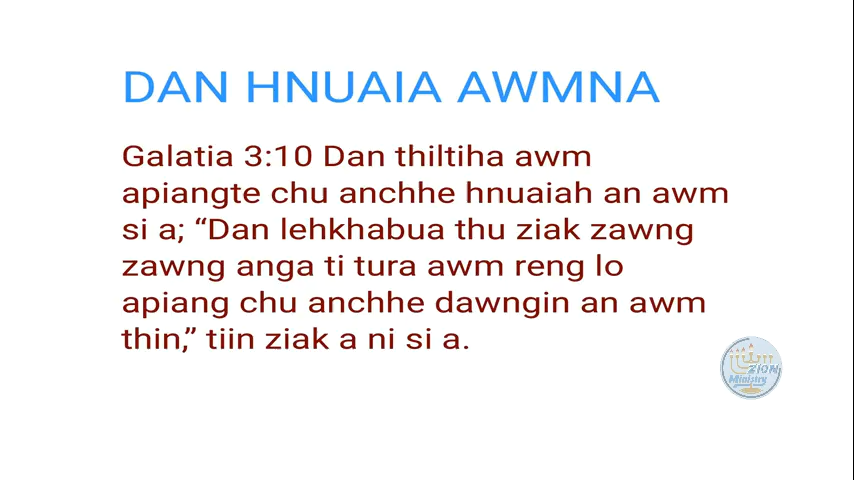 DAN HNUAIA AWMNA
Galatia 3:10 Dan thiltiha awm
apiangte chu anchhe hnuaiah an awm
si a; “Dan lehkhabua thu ziak zawng
zawng anga ti tura awm reng lo
apiang chu anchhe dawngin an awm
thin,” tiin ziak a ni si a.
ZION
Ministry